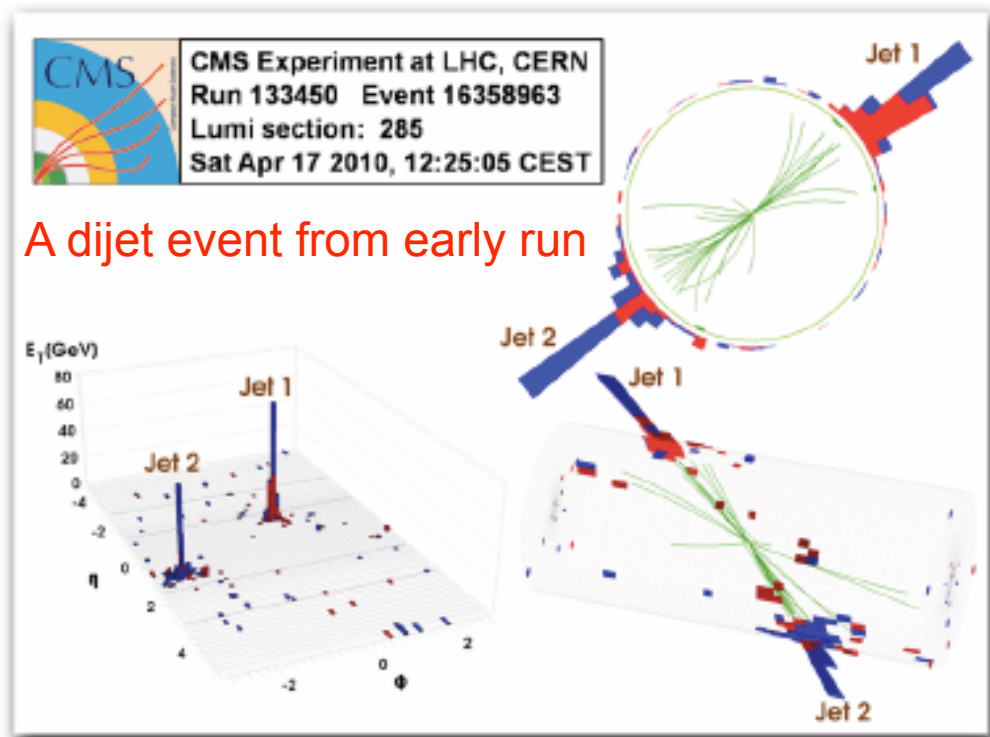 CMS
CMS Experiment at LHC, CERN
Run 133450 Event 16358963
Lumi section: 285
Sat Apr 17 2010, 12:25:05 CEST
A dijet event from early run
Jet 1
Jet 2
E_T(GeV)
80
60
40
20
0
-4
-2
0
2
4
η
Jet 1
Jet 2
-2
0
2
Φ
Jet 1
Jet 2